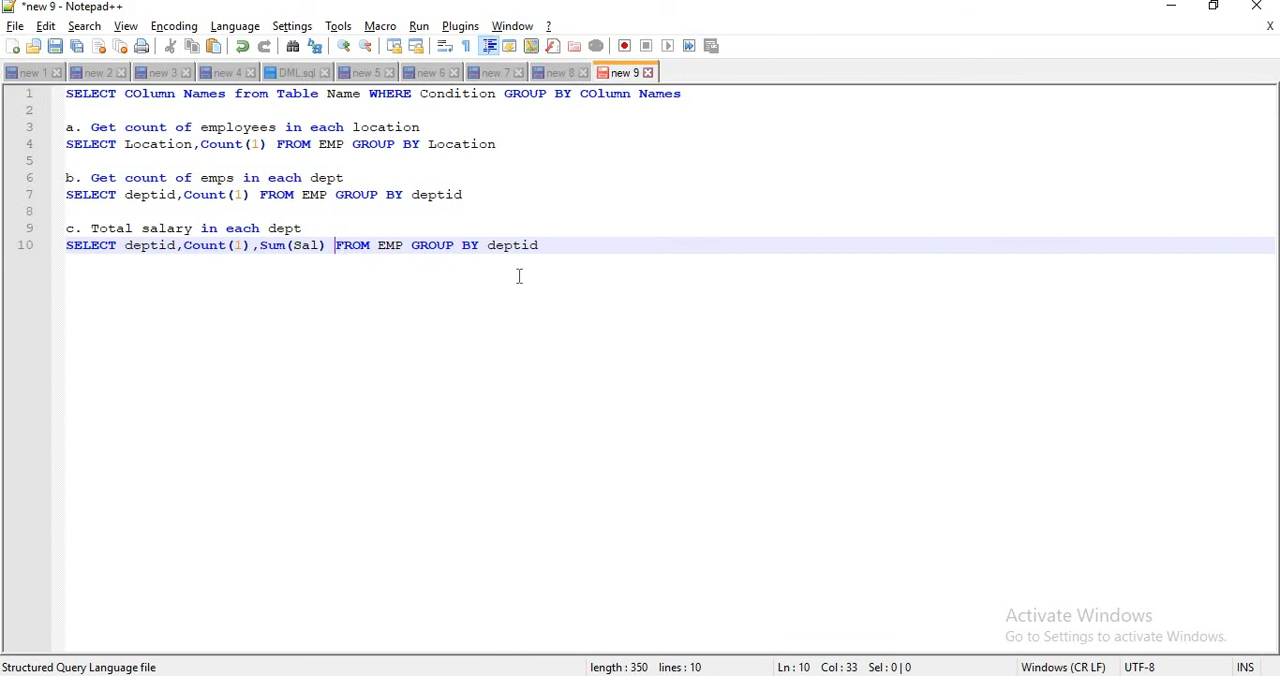 *new 9 - Notepad++
File Edit Search View Encoding Language Settings Tools Macro Run Plugins Window ? X
new 1 new 2 new 3 new 4 DML.sql new 5 new 6 new 7 new 8 new 9
1 SELECT COlumn Names from Table Name WHERE Condition GROUP BY COlumn Names
2
3 a. Get count of employees in each location
4 SELECT Location,Count(1) FROM EMP GROUP BY Location
5
6 b. Get count of emps in each dept
7 SELECT deptid,Count(1) FROM EMP GROUP BY deptid
8
9 c. Total salary in each dept
10 SELECT deptid,Count(1),Sum(Sal) FROM EMP GROUP BY deptid
Activate Windows
Go to Settings to activate Windows.
Structured Query Language file length : 350 lines : 10 Ln : 10 Col : 33 Sel : 0 | 0 Windows (CR LF) UTF-8 INS